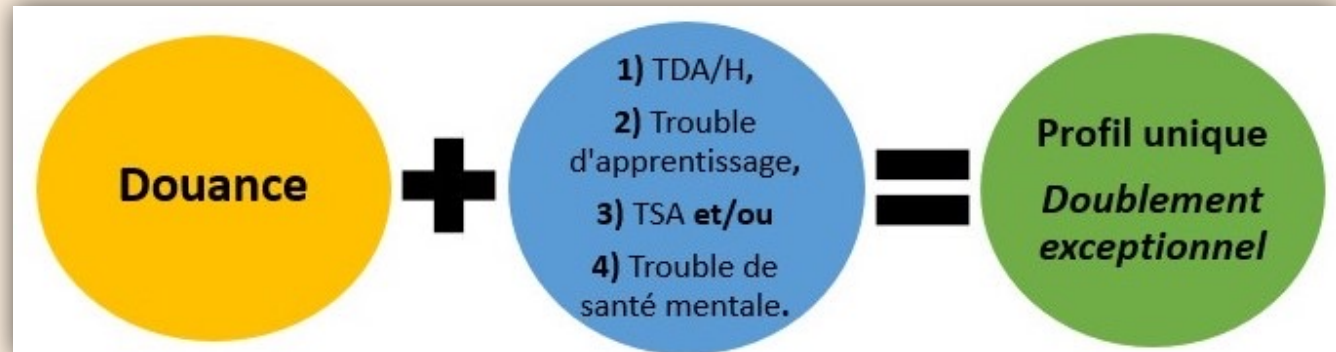 Douance
1) TDA/H,
2) Trouble
d'apprentissage,
3) TSA et/ou
4) Trouble de
santé mentale.
Profil unique
Doublement
exceptionnel